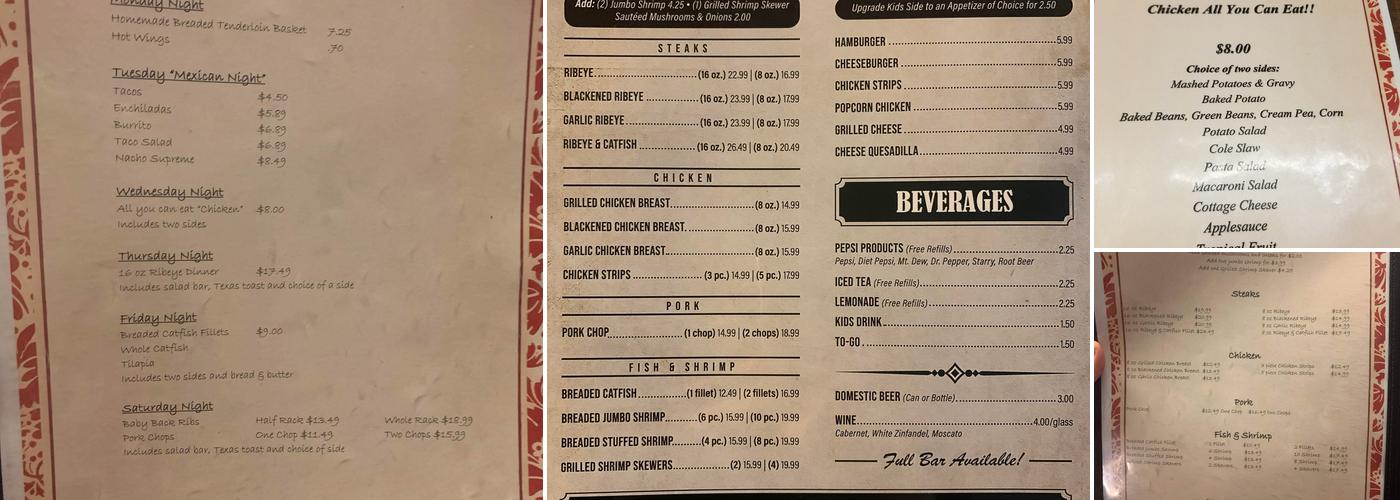 Monday Night
Homemade Breaded Tenderloin Basket 7.25
Hot Wings .70
Tuesday "Mexican Night"
Tacos $4.50
Enchiladas $5.89
Burrito $6.89
Taco Salad $6.89
Nacho Supreme $8.49
Wednesday Night
All you can eat "Chicken" $8.00
Includes two sides
Thursday Night
16 oz Ribeye Dinner $17.49
Includes salad bar, Texas toast and choice of a side
Friday Night
Breaded Catfish Fillets $9.00
Whole Catfish
Tilapia
Includes two sides and bread & butter
Saturday Night
Baby Back Ribs Half Rack $13.49 Whole Rack $18.99
Pork Chops One Chop $11.49 Two Chops $15.99
Includes salad bar, Texas toast and choice of side
Add: (2) Jumbo Shrimp 4.25 • (1) Grilled Shrimp Skewer
Sautéed Mushrooms & Onions 2.00
STEAKS
RIBEYE (16 oz.) 22.99 | (8 oz.) 16.99
BLACKENED RIBEYE (16 oz.) 23.99 | (8 oz.) 17.99
GARLIC RIBEYE (16 oz.) 23.99 | (8 oz.) 17.99
RIBEYE & CATFISH (16 oz.) 26.49 | (8 oz.) 20.49
CHICKEN
GRILLED CHICKEN BREAST (8 oz.) 14.99
BLACKENED CHICKEN BREAST (8 oz.) 15.99
GARLIC CHICKEN BREAST (8 oz.) 15.99
CHICKEN STRIPS (3 pc.) 14.99 | (5 pc.) 17.99
PORK
PORK CHOP (1 chop) 14.99 | (2 chops) 18.99
FISH & SHRIMP
BREADED CATFISH (1 fillet) 12.49 | (2 fillets) 16.99
BREADED JUMBO SHRIMP (6 pc.) 15.99 | (10 pc.) 19.99
BREADED STUFFED SHRIMP (4 pc.) 15.99 | (8 pc.) 19.99
GRILLED SHRIMP SKEWERS (2) 15.99 | (4) 19.99
Upgrade Kids Side to an Appetizer of Choice for 2.50
HAMBURGER 5.99
CHEESEBURGER 5.99
CHICKEN STRIPS 5.99
POPCORN CHICKEN 5.99
GRILLED CHEESE 4.99
CHEESE QUESADILLA 4.99
BEVERAGES
PEPSI PRODUCTS (Free Refills) 2.25
Pepsi, Diet Pepsi, Mt. Dew, Dr. Pepper, Starry, Root Beer
ICED TEA (Free Refills) 2.25
LEMONADE (Free Refills) 2.25
KIDS DRINK 1.50
TO-GO 1.50
DOMESTIC BEER (Can or Bottle) 3.00
WINE 4.00/glass
Cabernet, White Zinfandel, Moscato
Full Bar Available!
Chicken All You Can Eat!!
$8.00
Choice of two sides:
Mashed Potatoes & Gravy
Baked Potato
Baked Beans, Green Beans, Cream Pea, Corn
Potato Salad
Cole Slaw
Pasta Salad
Macaroni Salad
Cottage Cheese
Applesauce
Tropical Fruit
Steaks
Chicken
Pork
Fish & Shrimp